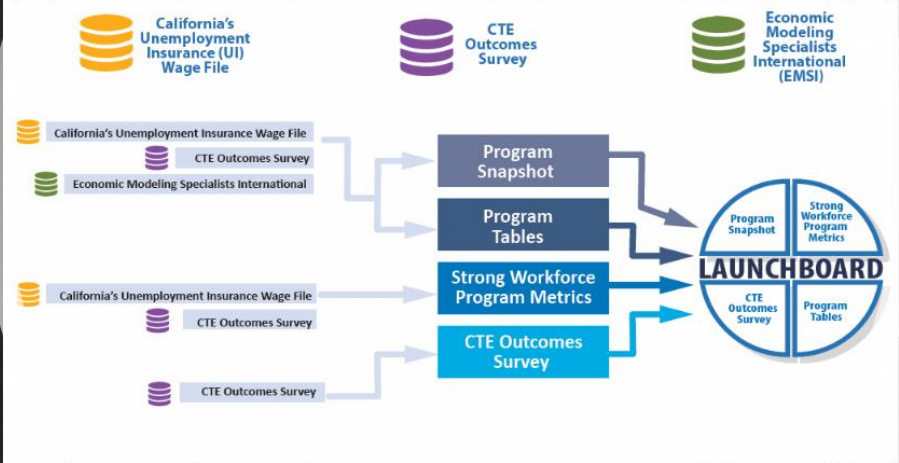 California's
Unemployment
Insurance (UI)
Wage File
CTE
Outcomes
Survey
Economic
Modeling
Specialists
International
(EMSI)
California's Unemployment Insurance Wage File
CTE Outcomes Survey
Economic Modeling Specialists International
California's Unemployment Insurance Wage File
CTE Outcomes Survey
CTE Outcomes Survey
Program
Snapshot
Program
Tables
Strong Workforce
Program Metrics
CTE Outcomes
Survey
Program
Snapshot
Strong
Workforce
Program
Metrics
LAUNCHBOARD
CTE
Outcomes
Survey
Program
Tables